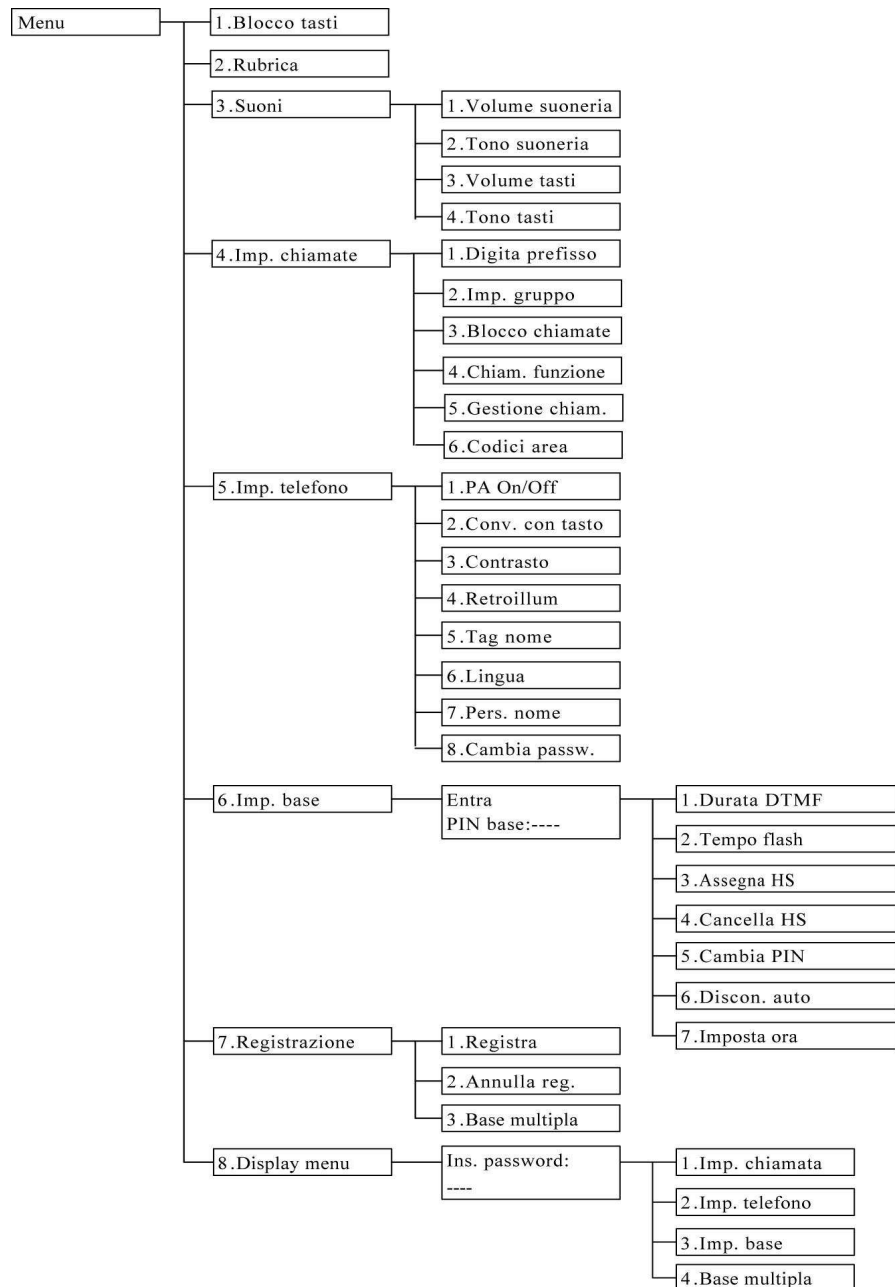 Menu
1.Blocco tasti
2.Rubrica
3.Suoni
1.Volume suoneria
2.Tono suoneria
3.Volume tasti
4.Tono tasti
4.Imp. chiamate
1.Digita prefisso
2.Imp. gruppo
3.Blocco chiamate
4.Chiam. funzione
5.Gestione chiam.
6.Codici area
5.Imp. telefono
1.PA On/Off
2.Conv. con tasto
3.Contrasto
4.Retroillum
5.Tag nome
6.Lingua
7.Pers. nome
8.Cambia passw.
6.Imp. base
Entra
PIN base:----
1.Durata DTMF
2.Tempo flash
3.Assegna HS
4.Cancella HS
5.Cambia PIN
6.Discon. auto
7.Imposta ora
7.Registrazione
1.Registra
2.Annulla reg.
3.Base multipla
8.Display menu
Ins. password:
----
1.Imp. chiamata
2.Imp. telefono
3.Imp. base
4.Base multipla